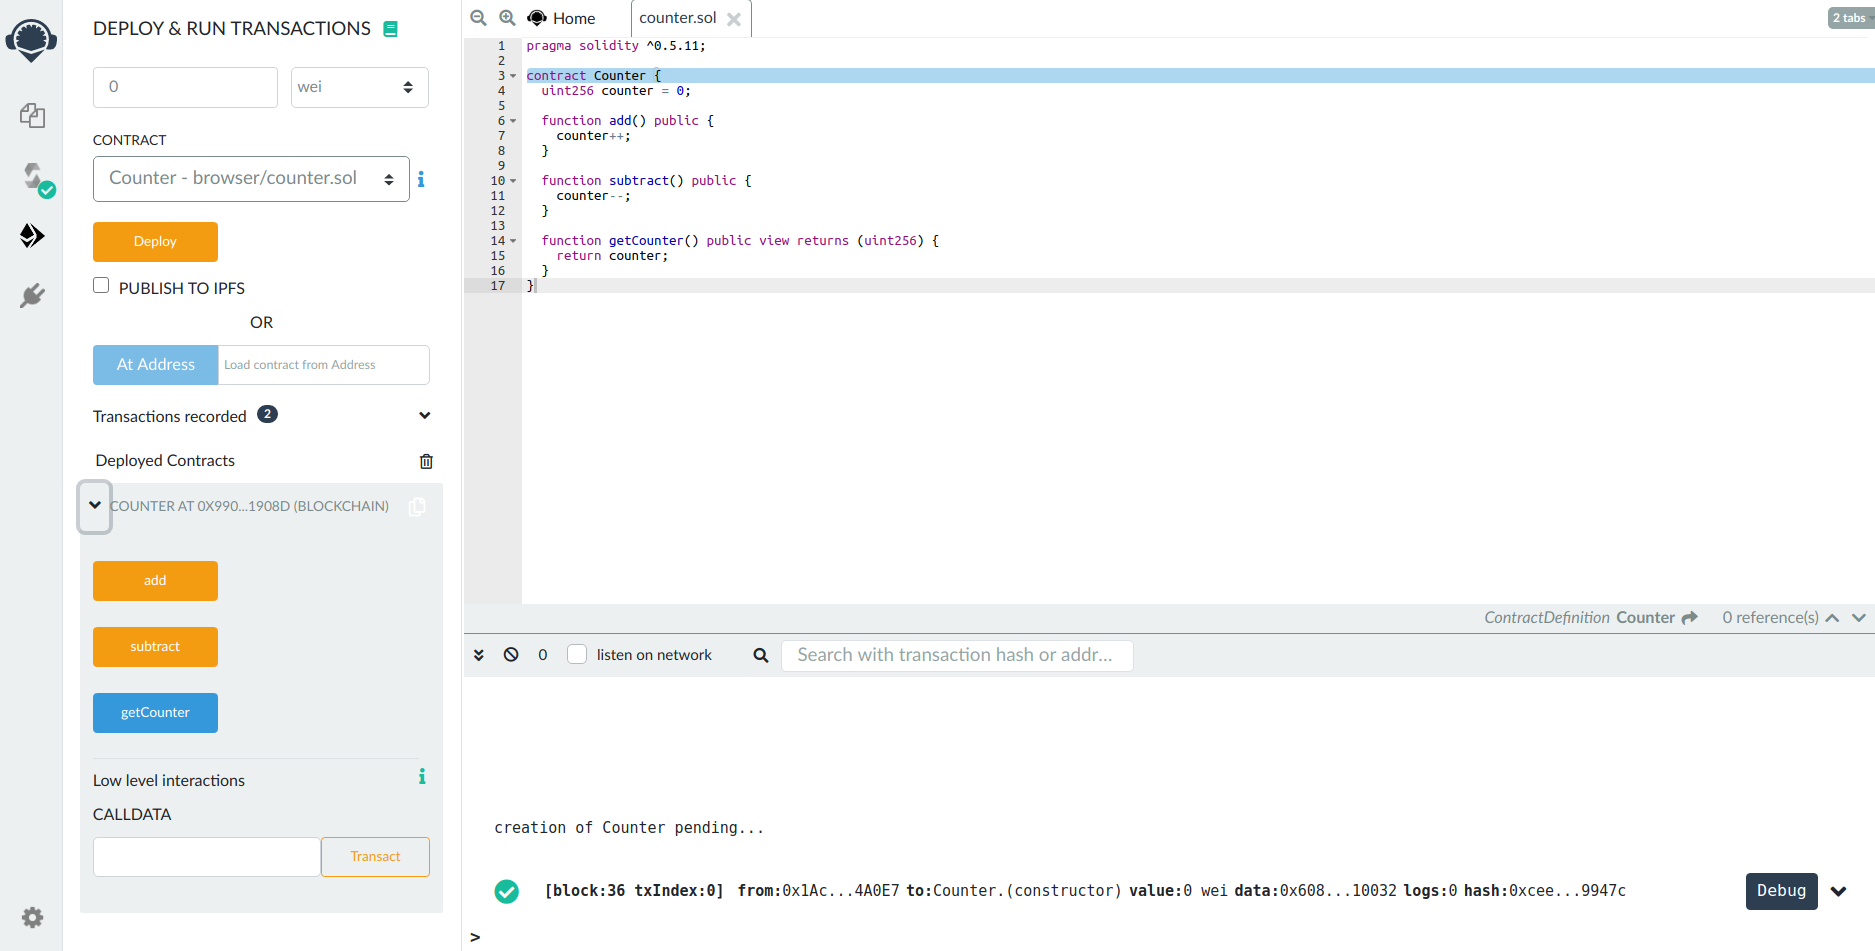 DEPLOY & RUN TRANSACTIONS
0
wei
CONTRACT
Counter - browser/counter.sol
Deploy
PUBLISH TO IPFS
OR
At Address
Load contract from Address
Transactions recorded 2
Deployed Contracts
COUNTER AT 0X990...1908D (BLOCKCHAIN)
add
subtract
getCounter
Low level interactions
CALLDATA
Transact
Home
counter.sol
2 tabs
1 pragma solidity ^0.5.11;
2
3 contract Counter {
4 uint256 counter = 0;
5
6 function add() public {
7 counter++;
8 }
9
10 function subtract() public {
11 counter--;
12 }
13
14 function getCounter() public view returns (uint256) {
15 return counter;
16 }
17 }
ContractDefinition Counter 0 reference(s)
0 listen on network Search with transaction hash or addr...
creation of Counter pending...
[block:36 txIndex:0] from:0x1Ac...4A0E7 to:Counter.(constructor) value:0 wei data:0x608...10032 logs:0 hash:0xcee...9947c
Debug
>